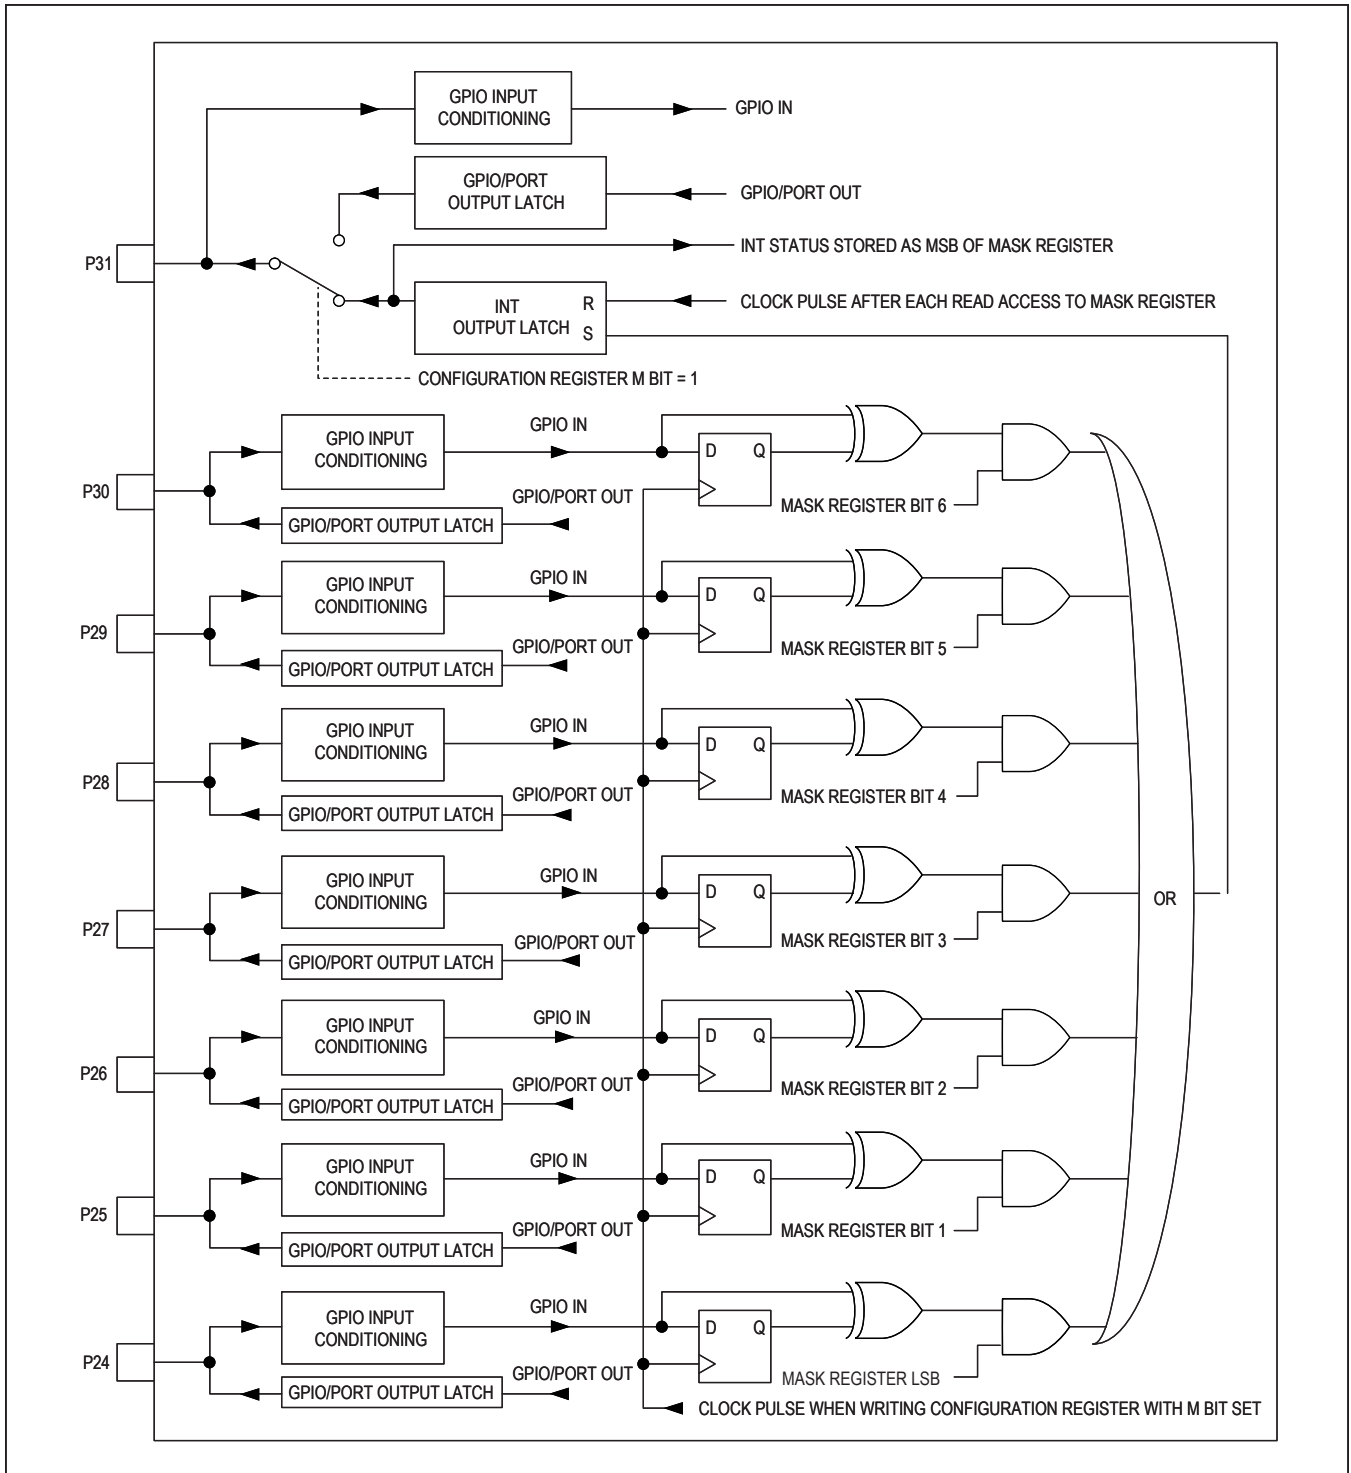 GPIO INPUT
CONDITIONING
GPIO IN
GPIO/PORT
OUTPUT LATCH
GPIO/PORT OUT
INT STATUS STORED AS MSB OF MASK REGISTER
P31
INT
OUTPUT LATCH
R
S
CLOCK PULSE AFTER EACH READ ACCESS TO MASK REGISTER
CONFIGURATION REGISTER M BIT = 1
P30
GPIO INPUT
CONDITIONING
GPIO IN
GPIO/PORT OUT
GPIO/PORT OUTPUT LATCH
D Q
MASK REGISTER BIT 6
P29
GPIO INPUT
CONDITIONING
GPIO IN
GPIO/PORT OUT
GPIO/PORT OUTPUT LATCH
D Q
MASK REGISTER BIT 5
P28
GPIO INPUT
CONDITIONING
GPIO IN
GPIO/PORT OUT
GPIO/PORT OUTPUT LATCH
D Q
MASK REGISTER BIT 4
P27
GPIO INPUT
CONDITIONING
GPIO IN
GPIO/PORT OUT
GPIO/PORT OUTPUT LATCH
D Q
MASK REGISTER BIT 3
OR
P26
GPIO INPUT
CONDITIONING
GPIO IN
GPIO/PORT OUT
GPIO/PORT OUTPUT LATCH
D Q
MASK REGISTER BIT 2
P25
GPIO INPUT
CONDITIONING
GPIO IN
GPIO/PORT OUT
GPIO/PORT OUTPUT LATCH
D Q
MASK REGISTER BIT 1
P24
GPIO INPUT
CONDITIONING
GPIO IN
GPIO/PORT OUT
GPIO/PORT OUTPUT LATCH
D Q
MASK REGISTER LSB
CLOCK PULSE WHEN WRITING CONFIGURATION REGISTER WITH M BIT SET